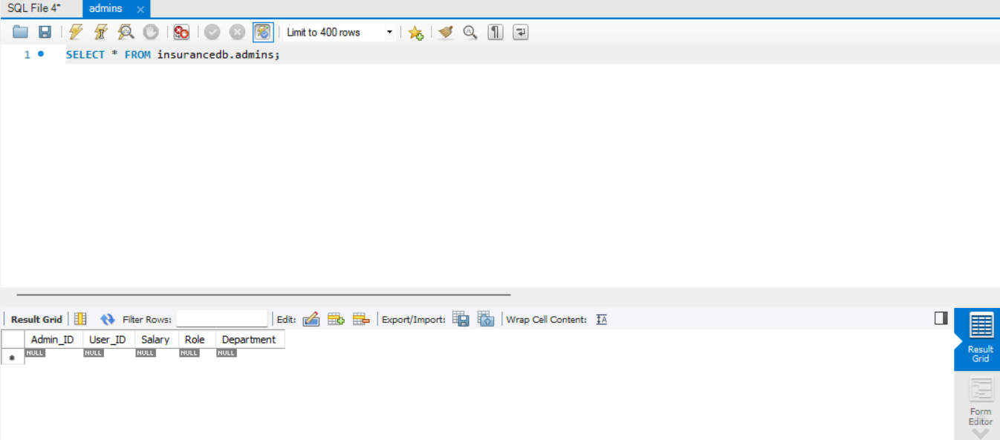 SQL File 4* admins
Limit to 400 rows
1 SELECT * FROM insurancedb.admins;
Result Grid Filter Rows: Edit: Export/Import: Wrap Cell Content:
Admin_ID User_ID Salary Role Department
NULL NULL NULL NULL NULL
Result
Grid
Form
Editor